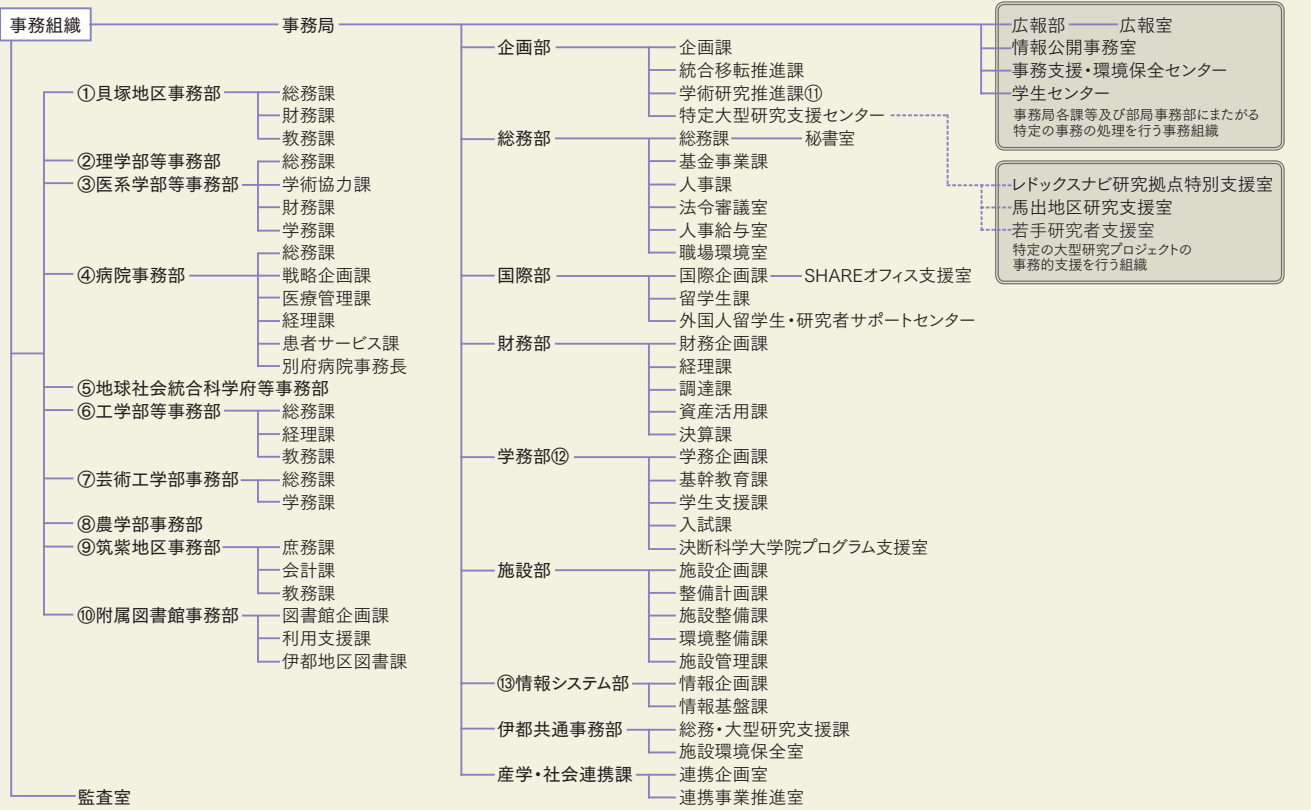 事務組織
事務局
①貝塚地区事務部
総務課
財務課
教務課
②理学部等事務部
③医系学部等事務部
総務課
学術協力課
財務課
学務課
④病院事務部
総務課
戦略企画課
医療管理課
経理課
患者サービス課
別府病院事務長
⑤地球社会統合科学府等事務部
⑥工学部等事務部
総務課
経理課
教務課
⑦芸術工学部事務部
総務課
学務課
⑧農学部事務部
⑨筑紫地区事務部
庶務課
会計課
教務課
⑩附属図書館事務部
図書館企画課
利用支援課
伊都地区図書課
監査室
企画部
企画課
統合移転推進課
学術研究推進課⑪
特定大型研究支援センター
総務部
総務課
秘書室
基金事業課
人事課
法令審議室
人事給与室
職場環境室
国際部
国際企画課
SHAREオフィス支援室
留学生課
外国人留学生・研究者サポートセンター
財務部
財務企画課
経理課
調達課
資産活用課
決算課
学務部⑫
学務企画課
基幹教育課
学生支援課
入試課
決断科学大学院プログラム支援室
施設部
施設企画課
整備計画課
施設整備課
環境整備課
施設管理課
⑬情報システム部
情報企画課
情報基盤課
伊都共通事務部
総務・大型研究支援課
施設環境保全室
産学・社会連携課
連携企画室
連携事業推進室
広報部
広報室
情報公開事務室
事務支援・環境保全センター
学生センター
事務局各課等及び部局事務部にまたがる
特定の事務の処理を行う事務組織
レドックスナビ研究拠点特別支援室
馬出地区研究支援室
若手研究者支援室
特定の大型研究プロジェクトの
事務的支援を行う組織